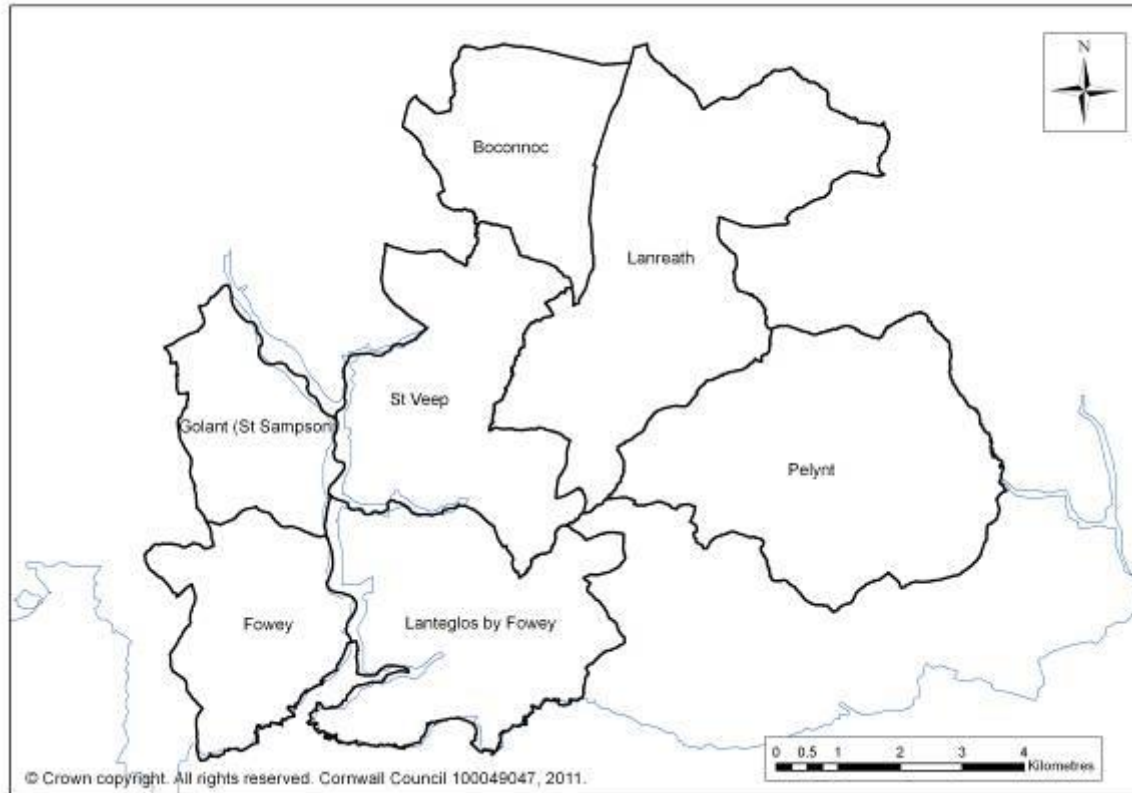 N
Boconnoc
Lanreath
St Veep
Golant (St Sampson
Pelynt
Fowey
Lanteglos by Fowey
0 0.5 1 2 3 4
Kilometres
© Crown copyright. All rights reserved. Cornwall Council 100049047, 2011.